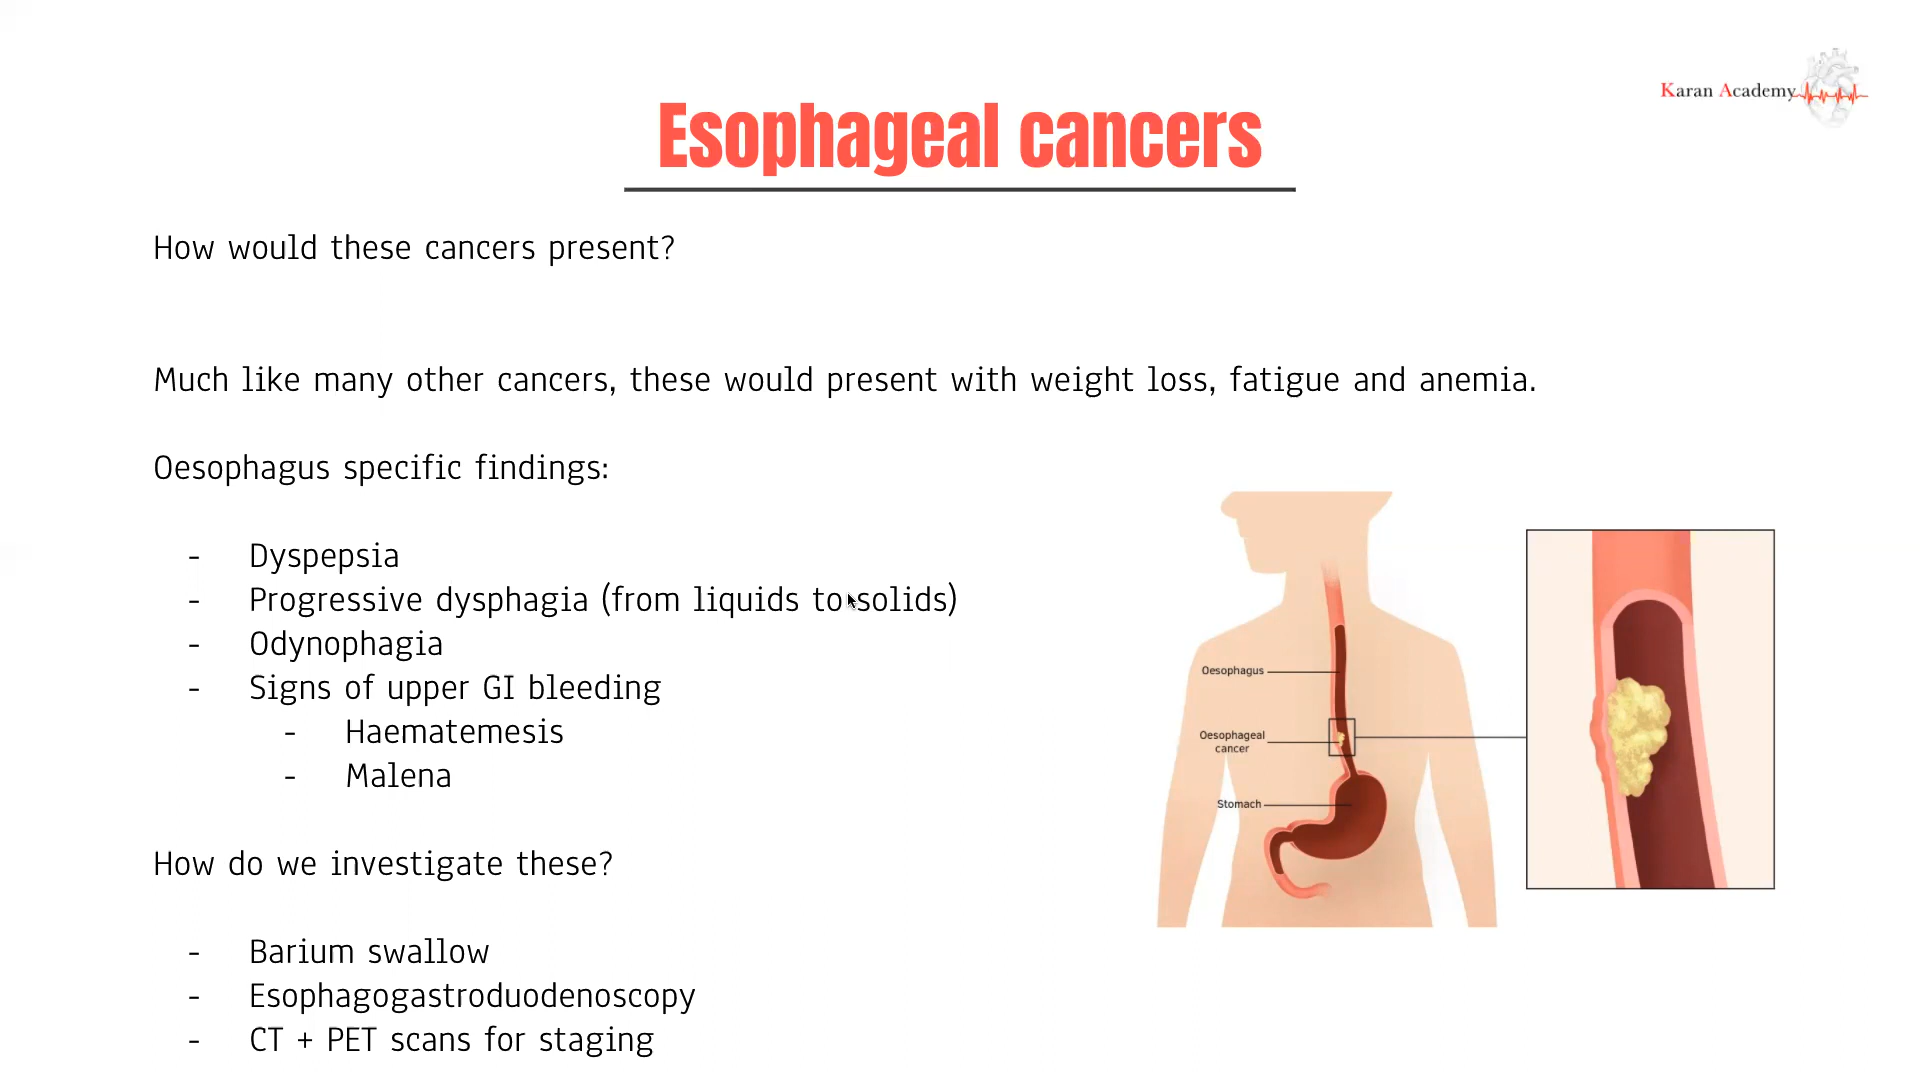 Karan Academy
Esophageal cancers
How would these cancers present?
Much like many other cancers, these would present with weight loss, fatigue and anemia.
Oesophagus specific findings:
- Dyspepsia
- Progressive dysphagia (from liquids to solids)
- Odynophagia
- Signs of upper GI bleeding
- Haematemesis
- Malena
How do we investigate these?
- Barium swallow
- Esophagogastroduodenoscopy
- CT + PET scans for staging
Oesophagus
Oesophageal
cancer
Stomach